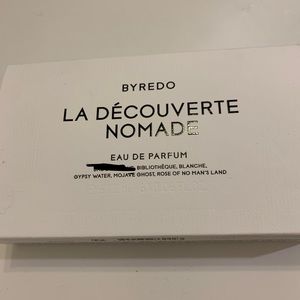 BYREDO
LA DÉCOUVERTE
NOMADE
EAU DE PARFUM
BIBLIOTHÈQUE, BLANCHE,
GYPSY WATER, MOJAVE GHOST, ROSE OF NO MAN'S LAND